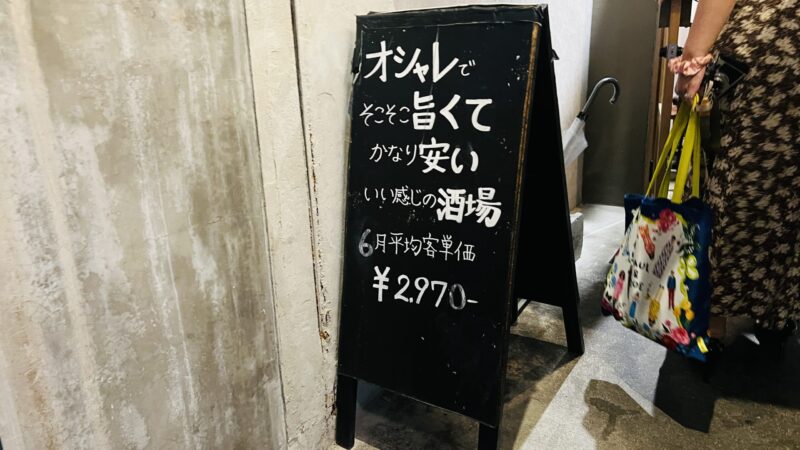 オシャレで
そこそこ旨くて
かなり安い
いい感じの酒場
6月平均客単価
¥2,970-